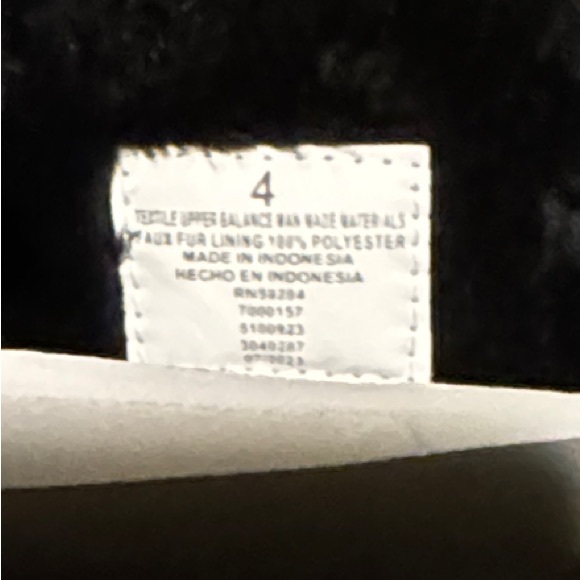 4
TEXTILE UPPER BALANCE MAN MADE MATERIALS
FAUX FUR LINING 100% POLYESTER
MADE IN INDONESIA
HECHO EN INDONESIA
RN58284
T000157
5100923
3040287